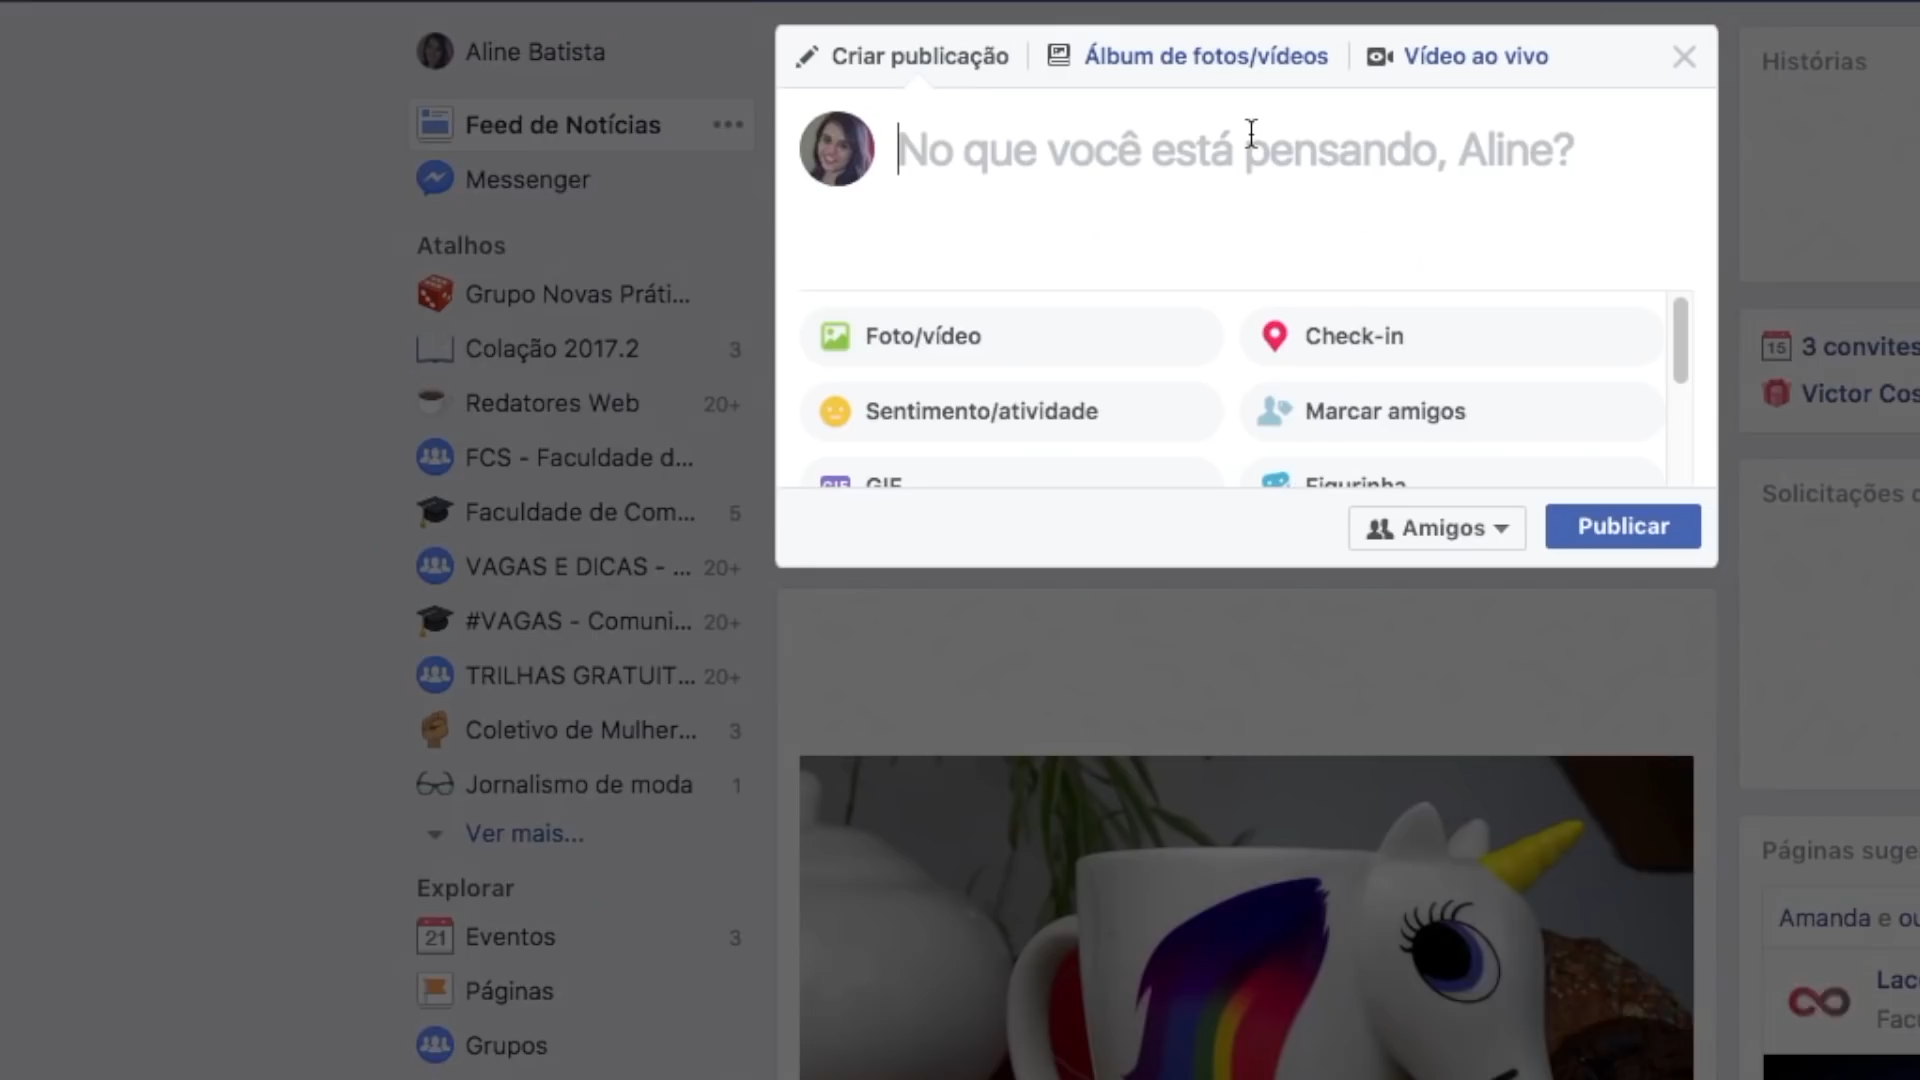 Aline Batista
Feed de Notícias
Messenger
Atalhos
Grupo Novas Práti...
Colação 2017.2 3
Redatores Web 20+
FCS - Faculdade d...
Faculdade de Com... 5
VAGAS E DICAS - ... 20+
#VAGAS - Comuni... 20+
TRILHAS GRATUIT... 20+
Coletivo de Mulher... 3
Jornalismo de moda 1
Ver mais...
Explorar
21 Eventos 3
Páginas
Grupos
Criar publicação Álbum de fotos/vídeos Vídeo ao vivo
No que você está pensando, Aline?
Foto/vídeo Check-in
Sentimento/atividade Marcar amigos
GIF GIF Figurinha
Amigos Publicar
Histórias
15 3 convites
Victor Cos
Solicitações
Páginas suge
Amanda e ou
Lac
Facu